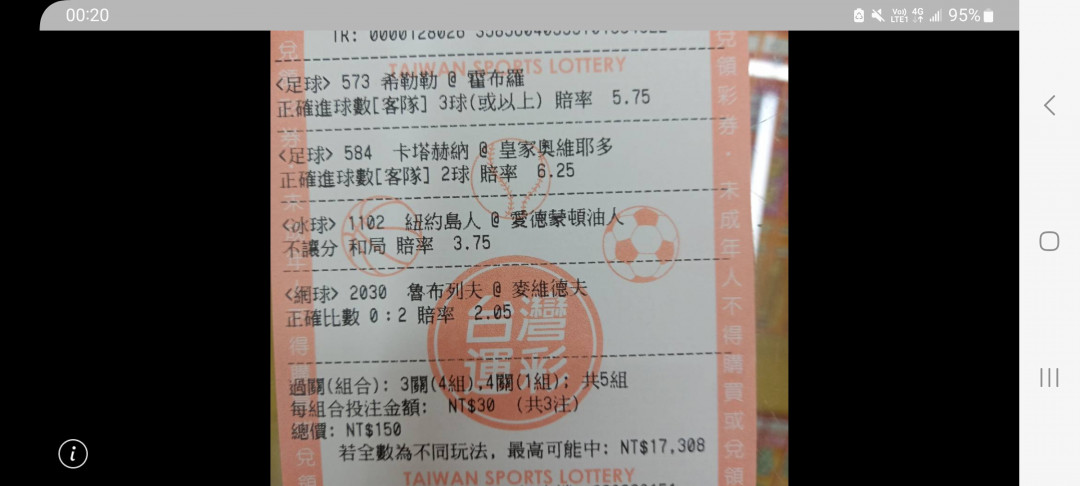 00:20
Vo) 4G LTE1 95%
TR: 0000128026
TAIWAN SPORTS LOTTERY
<足球> 573 希勒勒 @ 霍布羅
正確進球數[客隊] 3球(或以上) 賠率 5.75
<足球> 584 卡塔赫納 @ 皇家奧維耶多
正確進球數[客隊] 2球 賠率 6.25
<冰球> 1102 紐約島人 @ 愛德蒙頓油人
不讓分 和局 賠率 3.75
<網球> 2030 魯布列夫 @ 麥維德夫
正確比數 0:2 賠率 2.05
台灣
運彩
過關(組合): 3關(4組),4關(1組); 共5組
每組合投注金額: NT$30 (共3注)
總價: NT$150
若全數為不同玩法, 最高可能中: NT$17,308
TAIWAN SPORTS LOTTERY
兌領彩券．未成年人不得購買或兌領